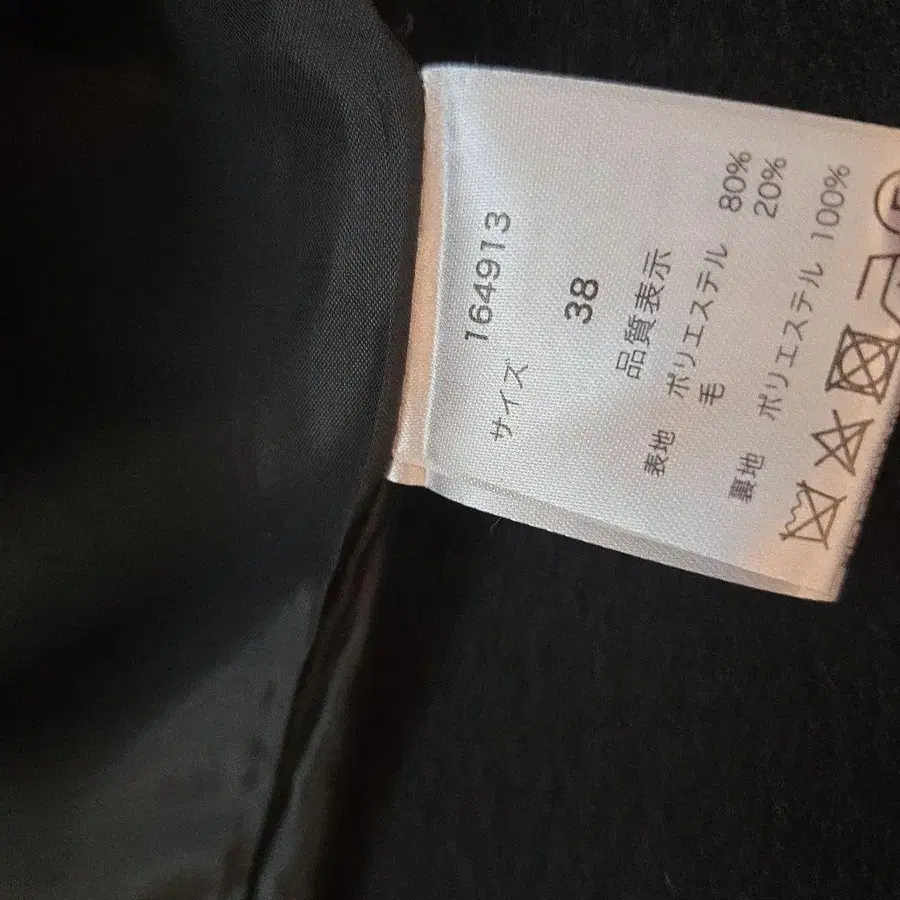 164913
サイズ
38
品質表示
表地 ポリエステル 80%
毛 20%
裏地 ポリエステル 100%